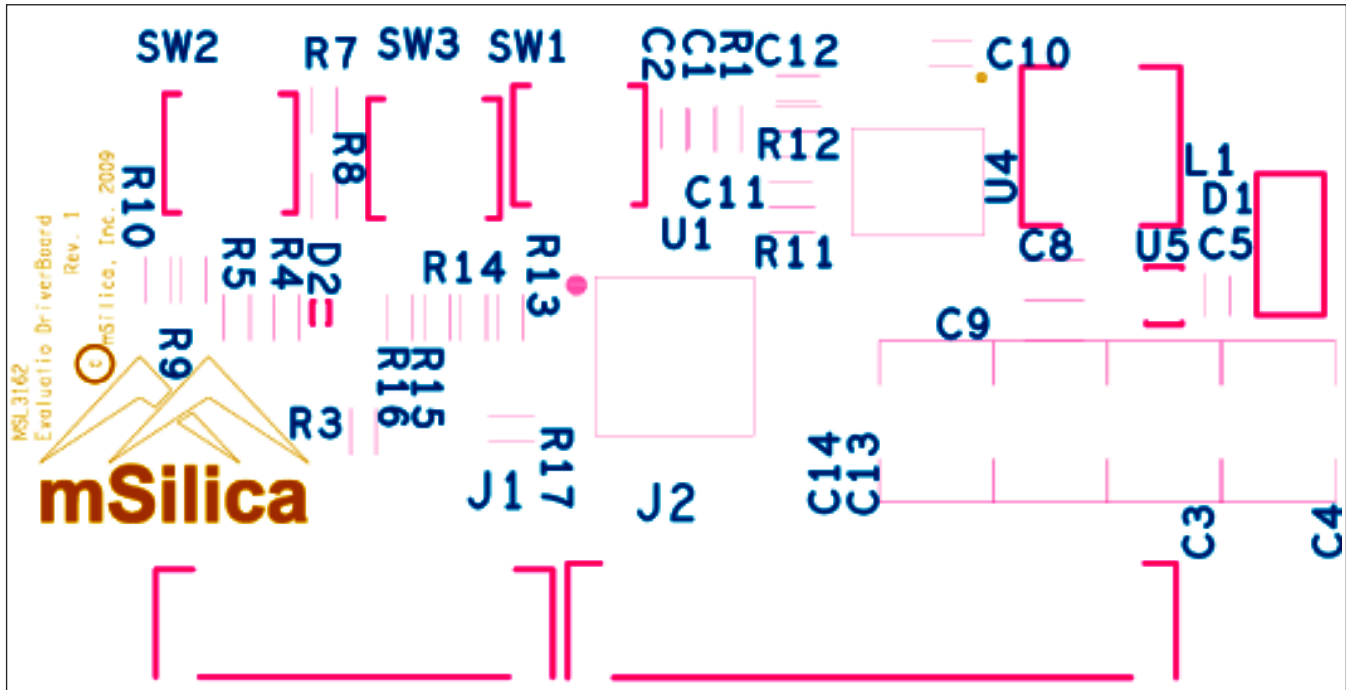 SW2
R7
SW3
SW1
C2
C1
R1
C12
C10
R10
R8
R12
U4
L1
D1
C11
U1
R11
C8
U5
C5
R5
R4
D2
R14
R13
C9
R9
R16
R15
R3
R17
J1
J2
C14
C13
C3
C4
MSL3162
Evaluatio DriverBoard
Rev. 1
c mSilica, Inc. 2009
mSilica